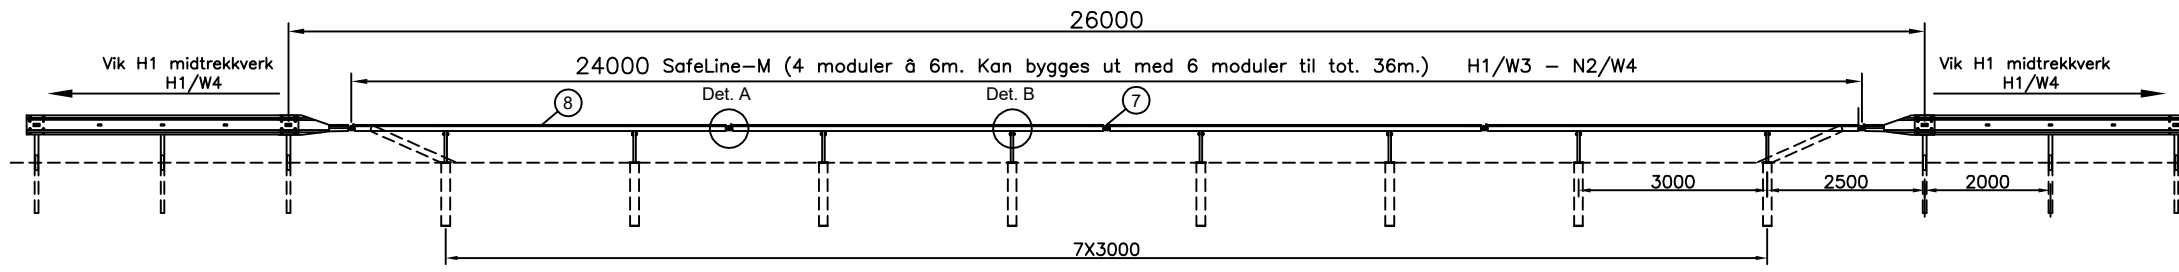 26000
Vik H1 midtrekkverk
H1/W4
24000 SafeLine-M (4 moduler â 6m. Kan bygges ut med 6 moduler til tot. 36m.) H1/W3 - N2/W4
Vik H1 midtrekkverk
H1/W4
8
Det. A
Det. B
7
3000
2500
2000
7X3000